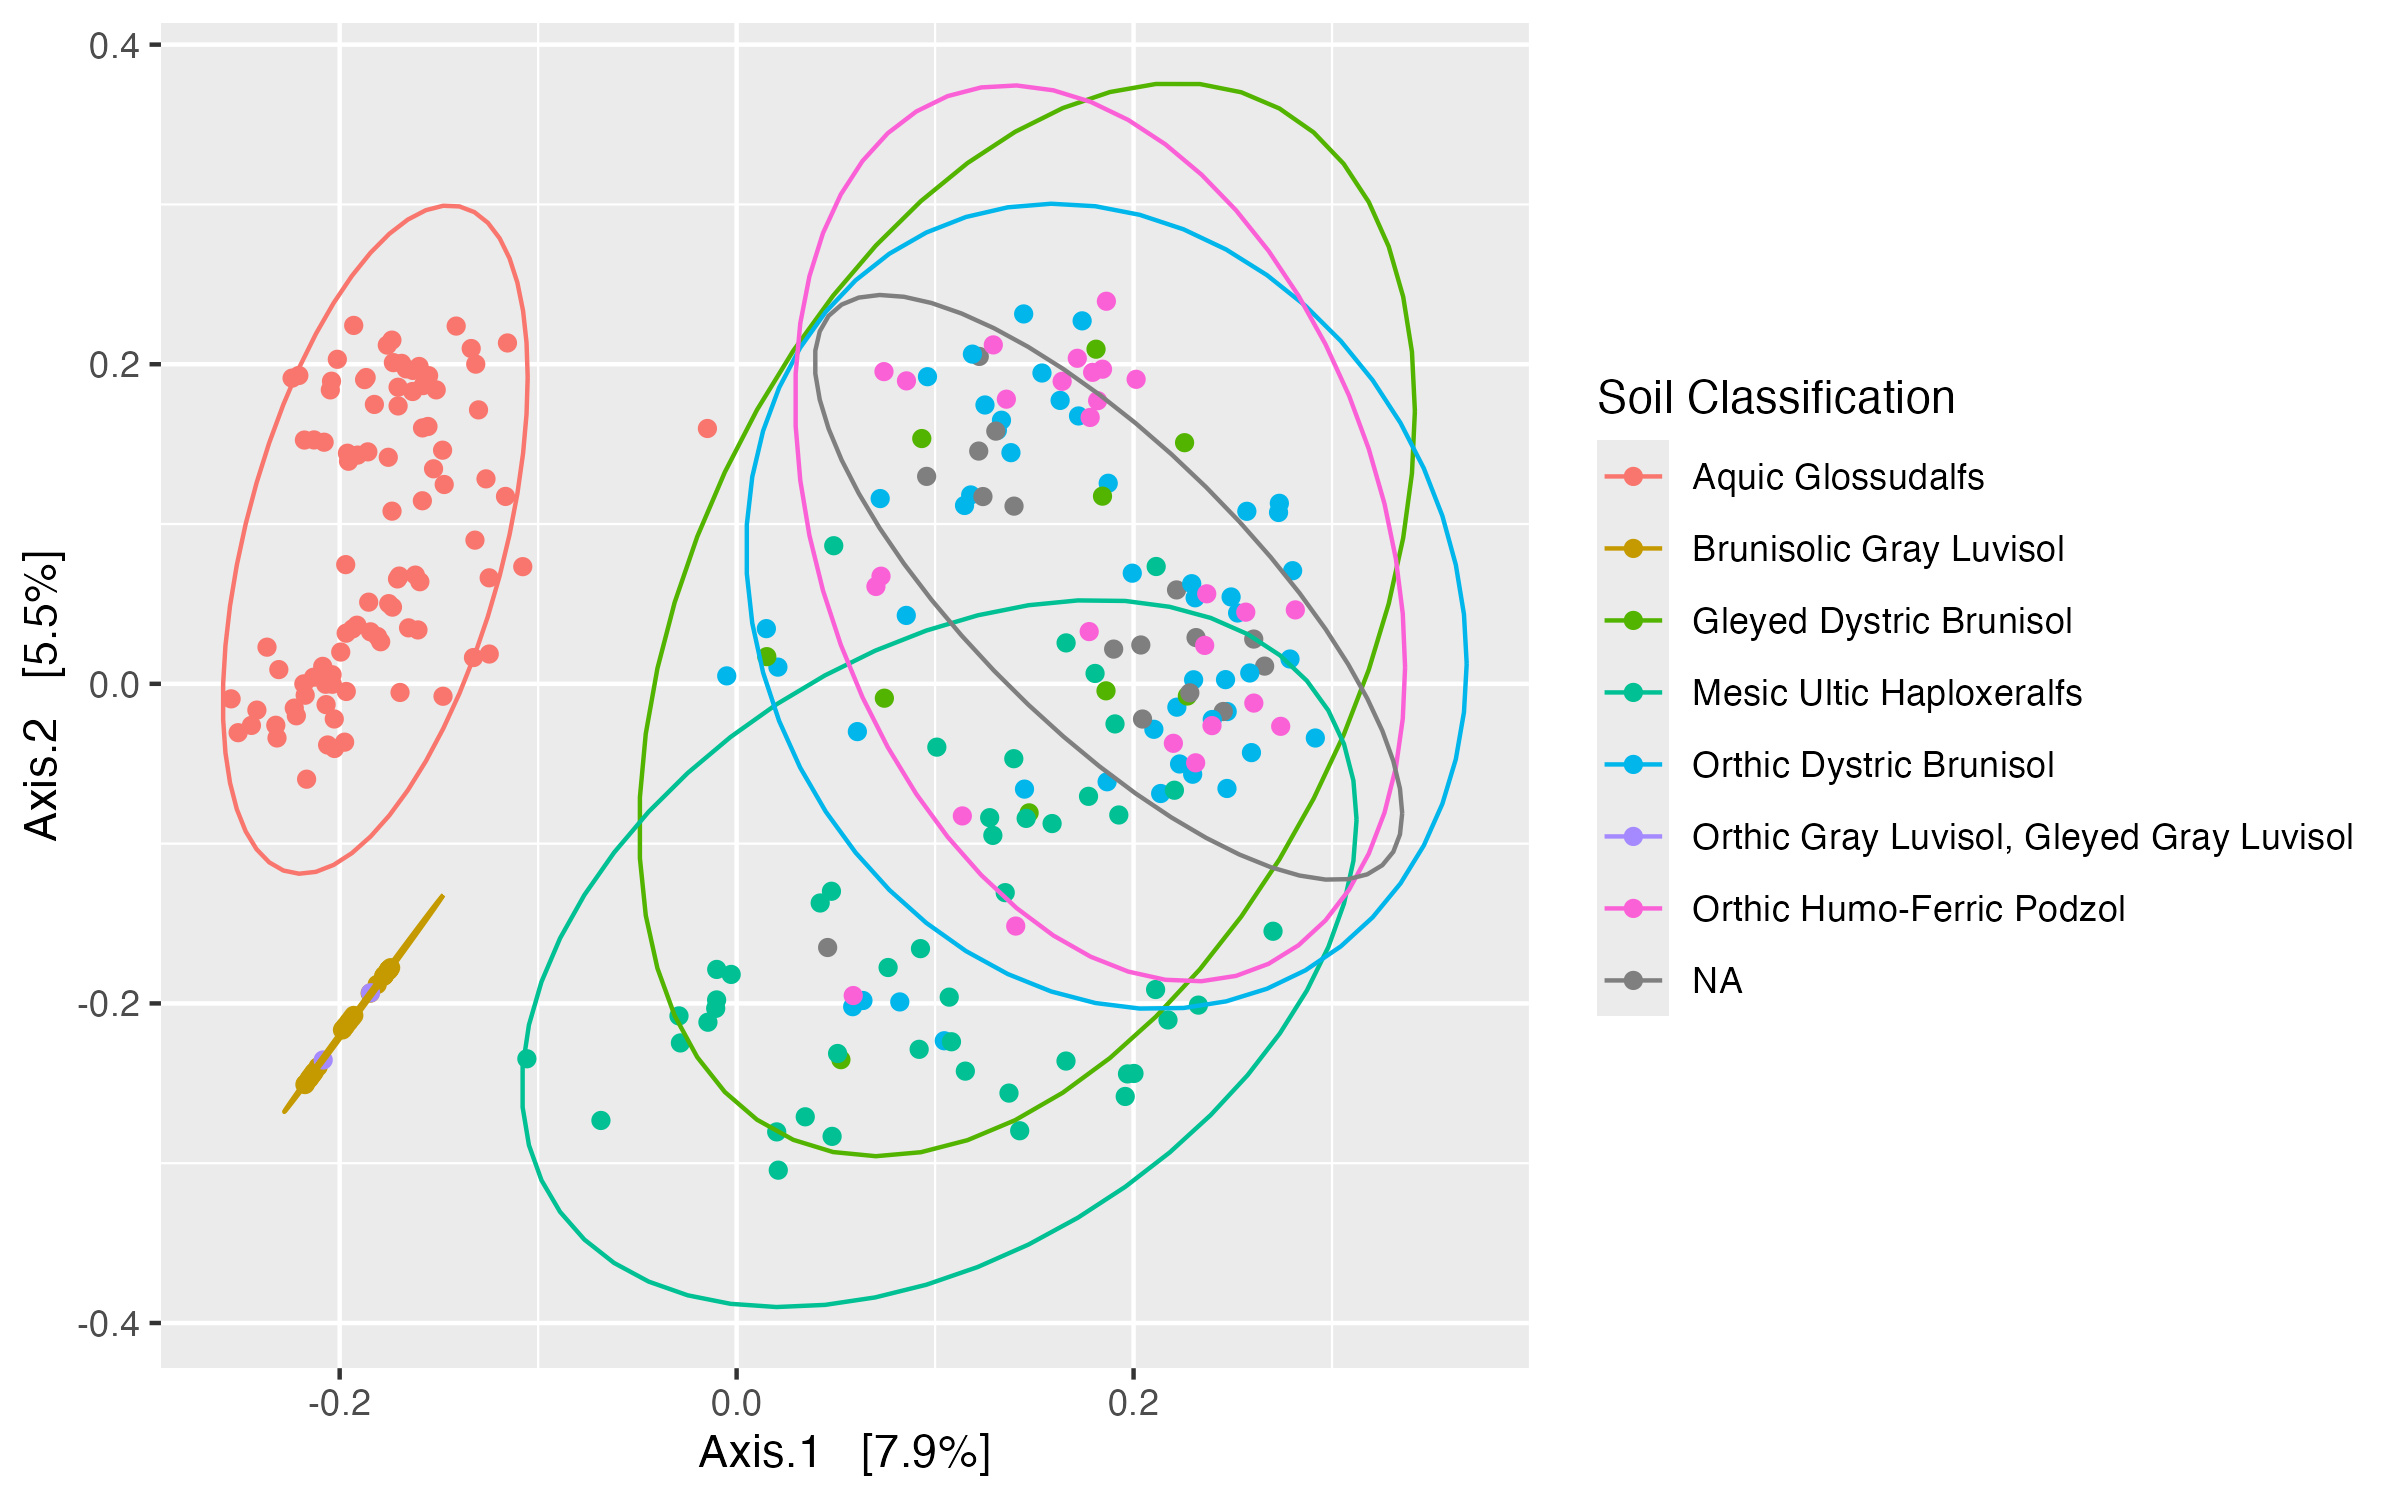 0.4
0.2
0.0
-0.2
-0.4
Axis.2 [5.5%]
-0.2 0.0 0.2
Axis.1 [7.9%]
Soil Classification
Aquic Glossudalfs
Brunisolic Gray Luvisol
Gleyed Dystric Brunisol
Mesic Ultic Haploxeralfs
Orthic Dystric Brunisol
Orthic Gray Luvisol, Gleyed Gray Luvisol
Orthic Humo-Ferric Podzol
NA